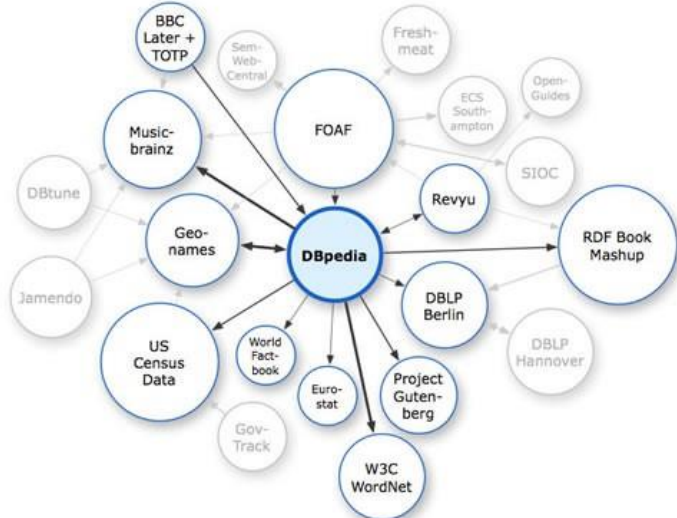 BBC
Later +
TOTP
Fresh-
meat
Sem-
Web-
Central
Open-
Guides
ECS
South-
ampton
FOAF
Music-
brainz
SIOC
DBtune
Revyu
Geo-
names
DBpedia
RDF Book
Mashup
Jamendo
DBLP
Berlin
US
Census
Data
World
Fact-
book
DBLP
Hannover
Euro-
stat
Project
Guten-
berg
Gov-
Track
W3C
WordNet